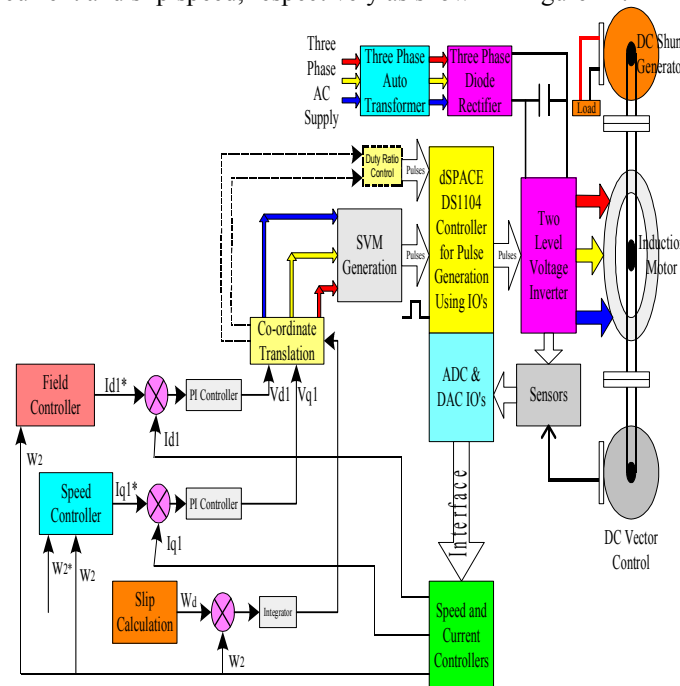 Three
Phase
AC
Supply
Three Phase
Auto
Transformer
Three Phase
Diode
Rectifier
DC Shun
Generato
Load
Duty Ratio
Control
Pulses
dSPACE
DS1104
Controller
for Pulse
Generation
Using IO's
SVM
Generation
Pulses
Pulses
Two
Level
Voltage
Inverter
Induction
Motor
Co-ordinate
Translation
Field
Controller
Id1*
PI Controller
Vd1
Vq1
ADC &
DAC IO's
Sensors
Id1
W2
Speed
Controller
Iq1*
PI Controller
Iq1
Interface
DC Vector
Control
W2*
W2
Slip
Calculation
Wd
Integrator
W2
Speed and
Current
Controllers